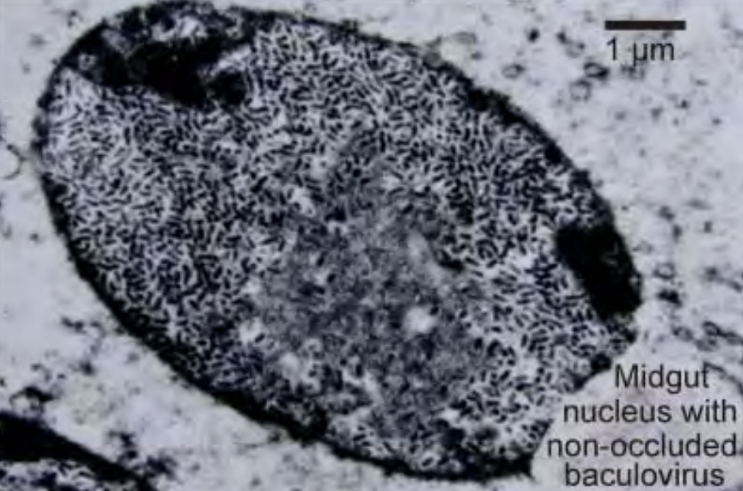 1 μm
Midgut
nucleus with
non-occluded
baculovirus